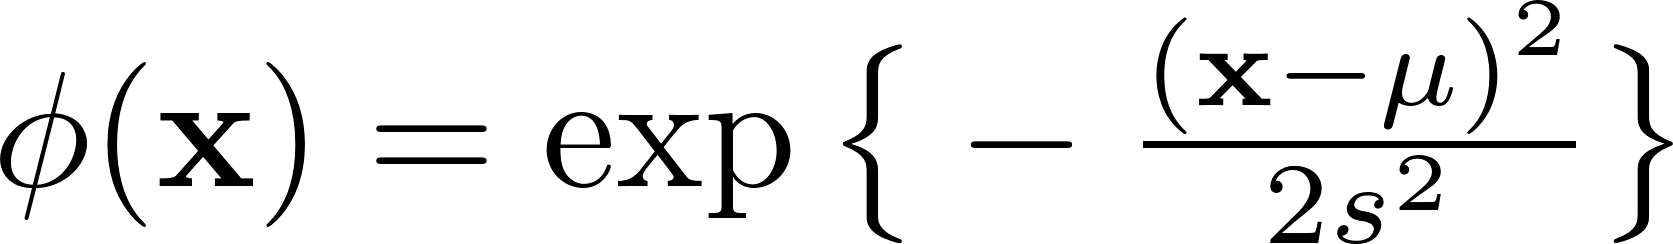 ϕ(𝐱) = exp{ − (𝐱−μ)² / 2s² }